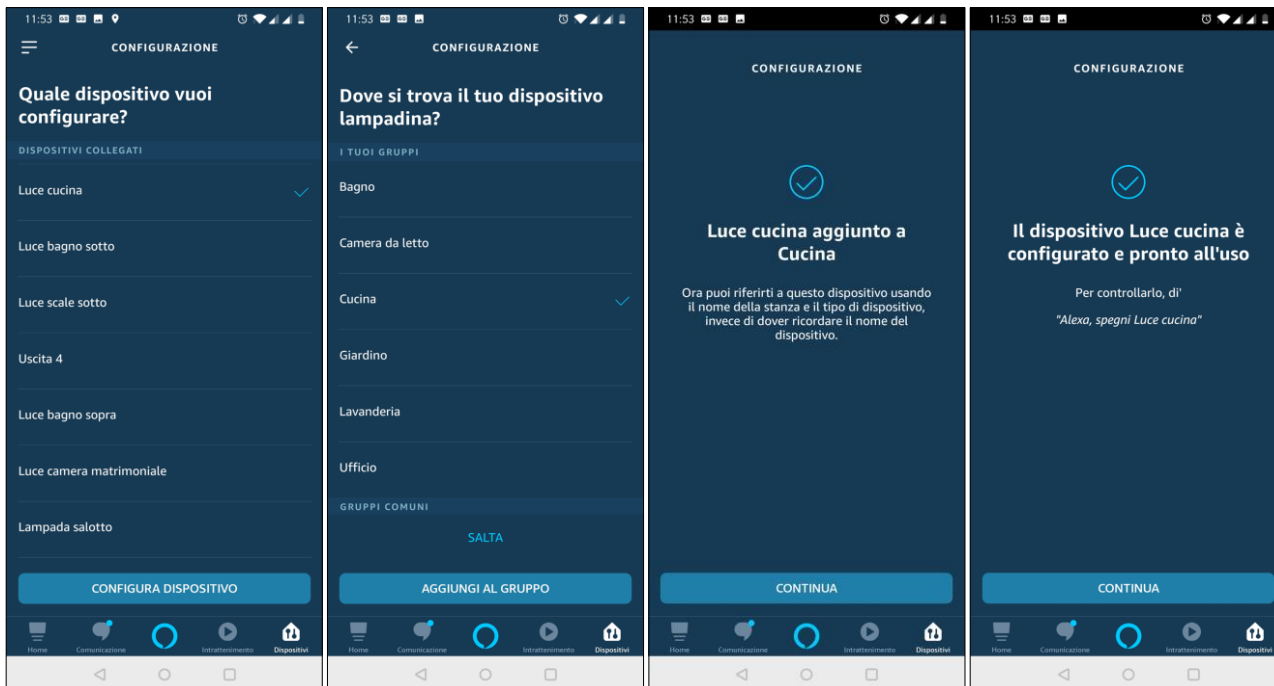 11:53
CONFIGURAZIONE
Quale dispositivo vuoi
configurare?
DISPOSITIVI COLLEGATI
Luce cucina
Luce bagno sotto
Luce scale sotto
Uscita 4
Luce bagno sopra
Luce camera matrimoniale
Lampada salotto
CONFIGURA DISPOSITIVO
Home
Comunicazione
Intrattenimento
Dispositivi
11:53
CONFIGURAZIONE
Dove si trova il tuo dispositivo
lampadina?
I TUOI GRUPPI
Bagno
Camera da letto
Cucina
Giardino
Lavanderia
Ufficio
GRUPPI COMUNI
SALTA
AGGIUNGI AL GRUPPO
Home
Comunicazione
Intrattenimento
Dispositivi
11:53
CONFIGURAZIONE
Luce cucina aggiunto a
Cucina
Ora puoi riferirti a questo dispositivo usando
il nome della stanza e il tipo di dispositivo,
invece di dover ricordare il nome del
dispositivo.
CONTINUA
Home
Comunicazione
Intrattenimento
Dispositivi
11:53
CONFIGURAZIONE
Il dispositivo Luce cucina è
configurato e pronto all'uso
Per controllarlo, di'
"Alexa, spegni Luce cucina"
CONTINUA
Home
Comunicazione
Intrattenimento
Dispositivi